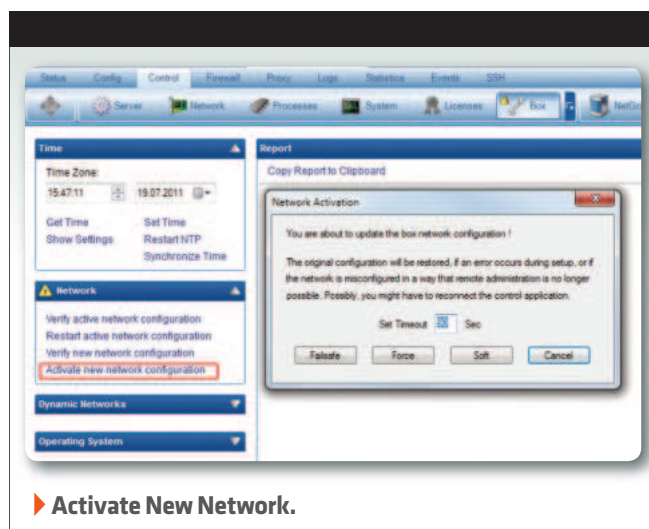 Status Config Control Firewall Proxy Logs Statistics Events SSH
Server Network Processes System Licenses Box
Time
Time Zone:
15:47:11 19.07.2011
Get Time Set Time
Show Settings Restart NTP
Synchronize Time
Network
Verify active network configuration
Restart active network configuration
Verify new network configuration
Activate new network configuration
Dynamic Networks
Operating System
Report
Copy Report to Clipboard
Network Activation
You are about to update the box network configuration !
The original configuration will be restored, if an error occurs during setup, or if
the network is misconfigured in a way that remote administration is no longer
possible. Possibly, you might have to reconnect the control application.
Set Timeout Sec
Failsafe Force Soft Cancel
Activate New Network.